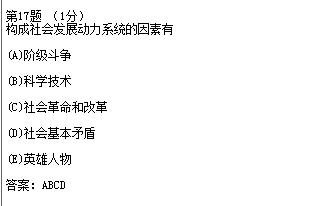 第17题 （1分）
构成社会发展动力系统的因素有
(A)阶级斗争
(B)科学技术
(C)社会革命和改革
(D)社会基本矛盾
(E)英雄人物
答案：ABCD